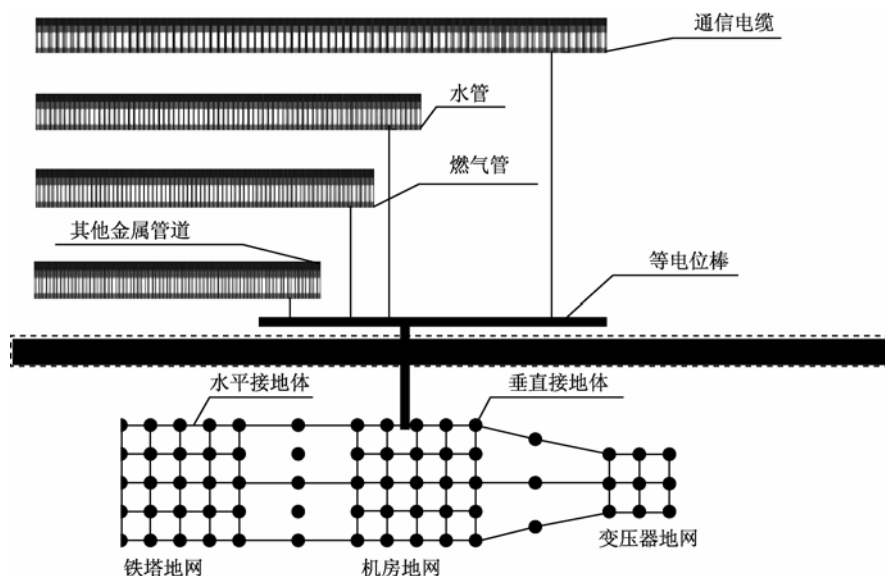 通信电缆
水管
燃气管
其他金属管道
等电位棒
水平接地体
垂直接地体
变压器地网
铁塔地网
机房地网